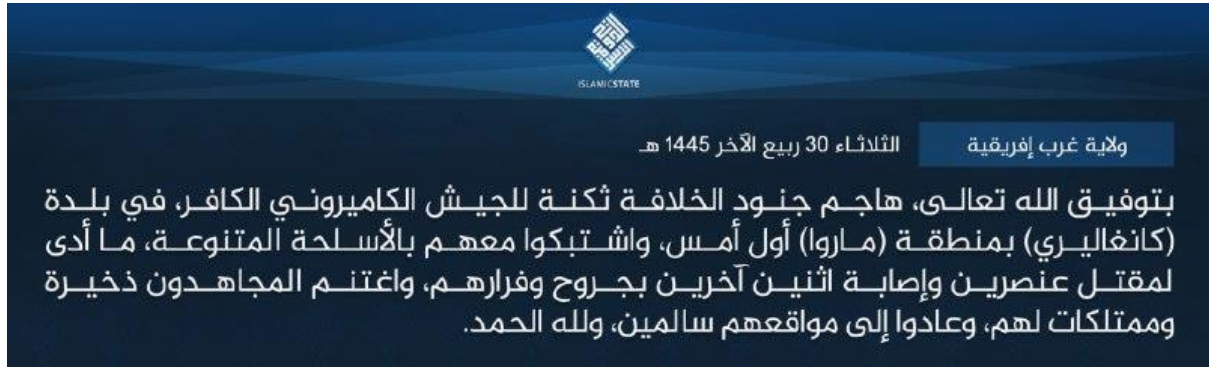 ISLAMIC STATE
ولاية غرب إفريقية الثلاثاء 30 ربيع الآخر 1445 هـ
بتوفيق الله تعالى، هاجم جنود الخلافة ثكنة للجيش الكاميروني الكافر، في بلدة
(كانغاليري) بمنطقة (ماروا) أول أمس، واشتبكوا معهم بالأسلحة المتنوعة، ما أدى
لمقتل عنصرين وإصابة اثنين آخرين بجروح وفرارهم، واغتنم المجاهدون ذخيرة
وممتلكات لهم، وعادوا إلى مواقعهم سالمين، ولله الحمد.